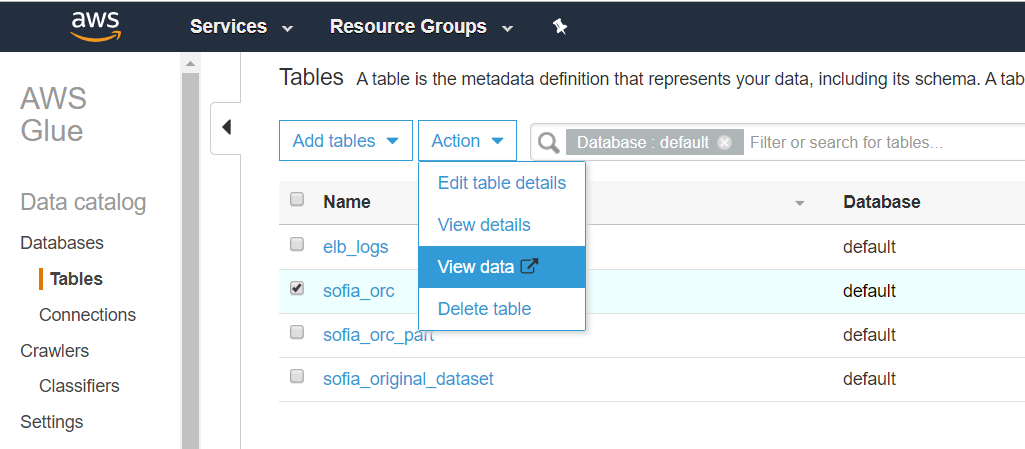 aws Services Resource Groups
AWS
Glue
Data catalog
Databases
Tables
Connections
Crawlers
Classifiers
Settings
Tables A table is the metadata definition that represents your data, including its schema. A tab
Add tables Action Database : default Filter or search for tables...
Edit table details
View details
View data
Delete table
Name Database
elb_logs default
sofia_orc default
sofia_orc_part default
sofia_original_dataset default